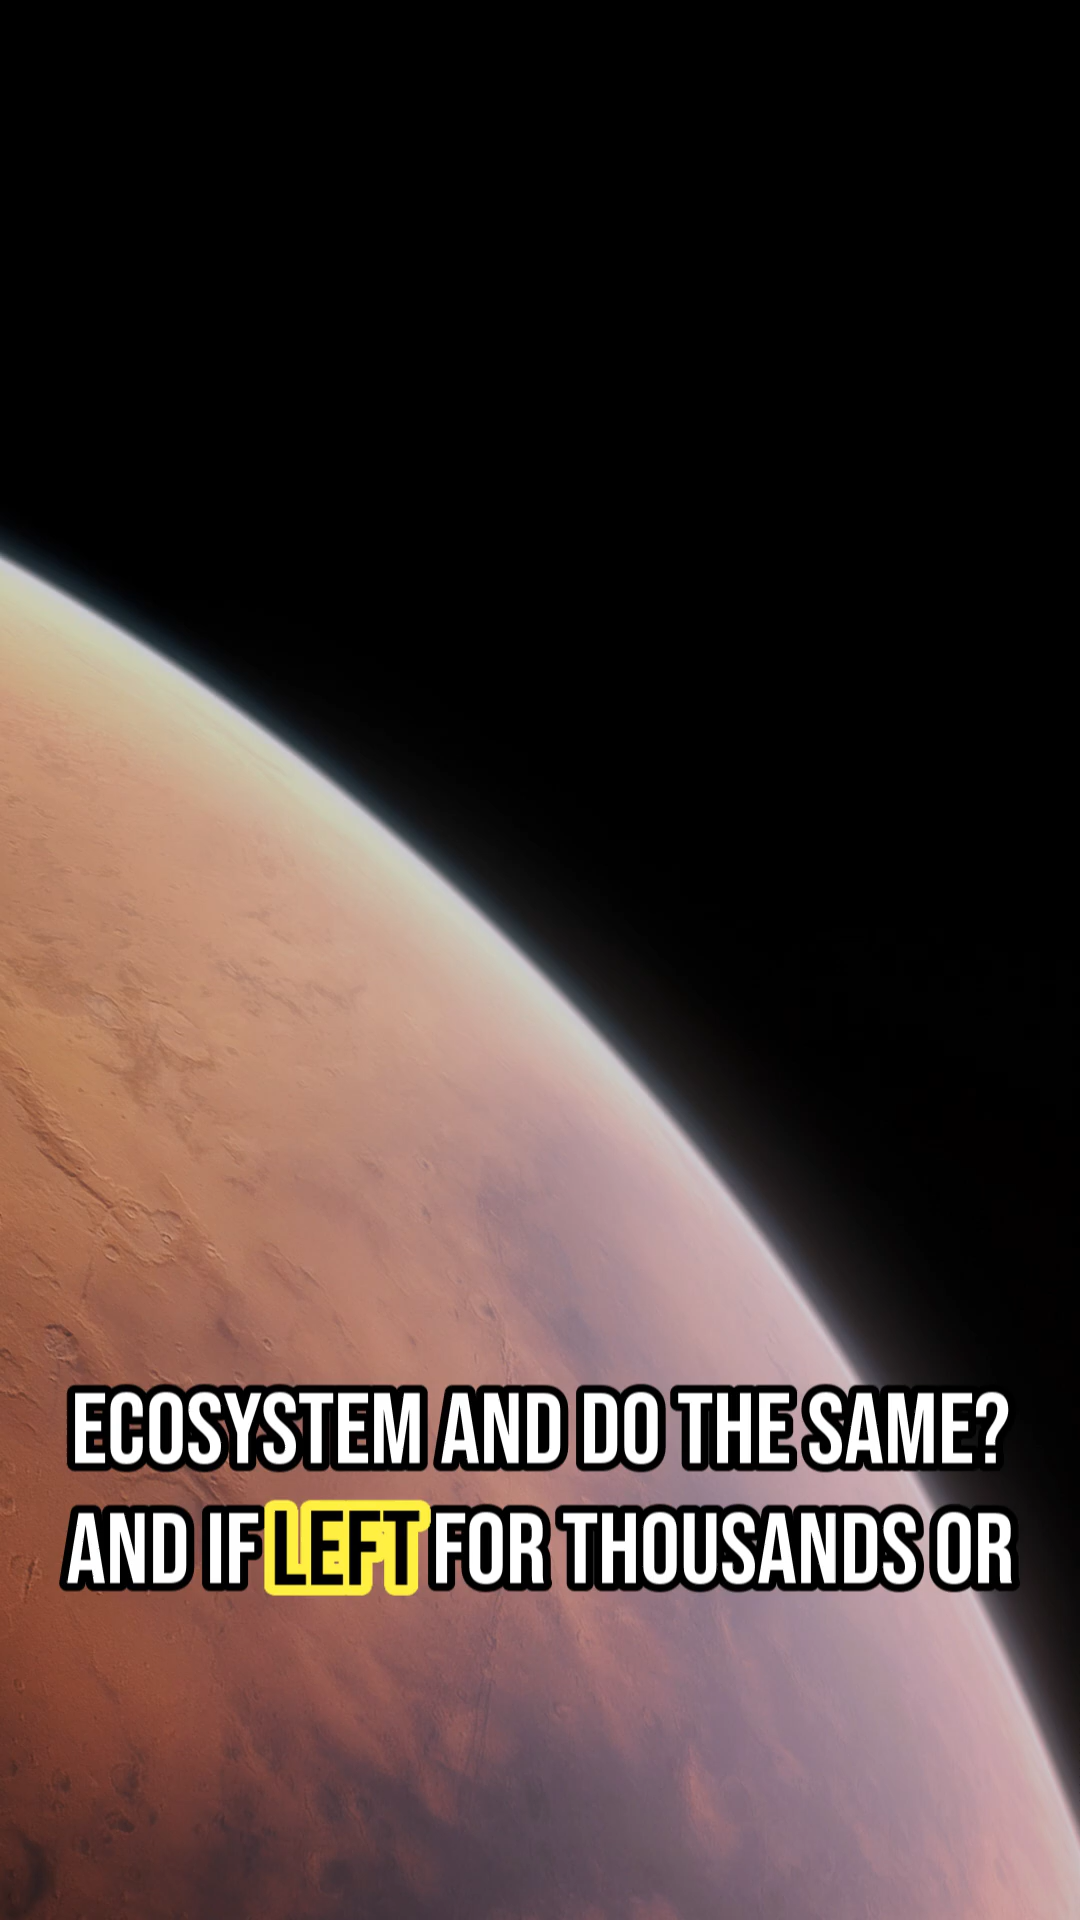 ECOSYSTEM AND DO THE SAME?
AND IF LEFT FOR THOUSANDS OR